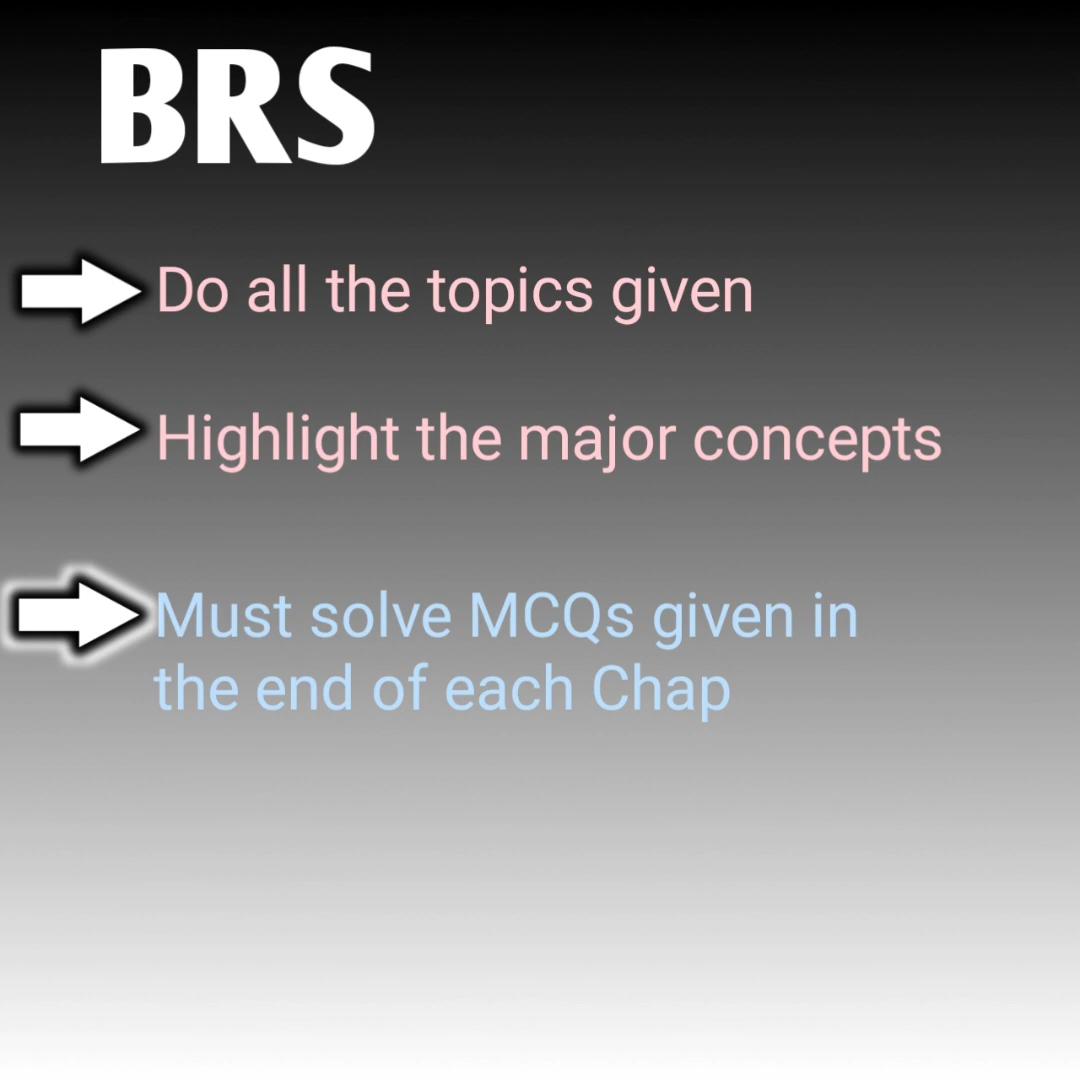 BRS
Do all the topics given
Highlight the major concepts
Must solve MCQs given in
the end of each Chap